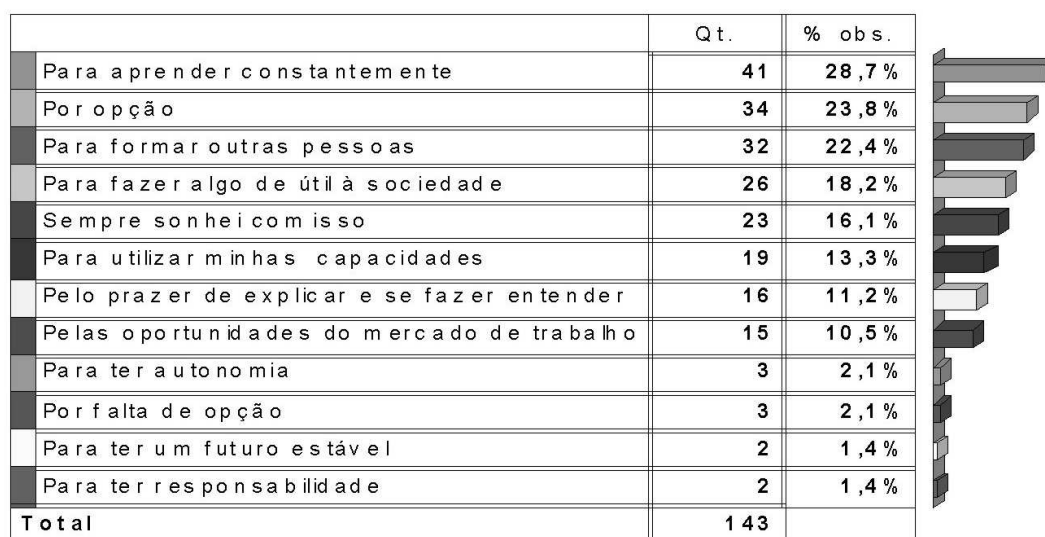 Qt. % obs.
Para aprender constantemente 41 28,7%
Por opção 34 23,8%
Para formar outras pessoas 32 22,4%
Para fazer algo de útil à sociedade 26 18,2%
Sempre sonhei com isso 23 16,1%
Para utilizar minhas capacidades 19 13,3%
Pelo prazer de explicar e se fazer entender 16 11,2%
Pelas oportunidades do mercado de trabalho 15 10,5%
Para ter autonomia 3 2,1%
Por falta de opção 3 2,1%
Para ter um futuro estável 2 1,4%
Para ter responsabilidade 2 1,4%
Total 143